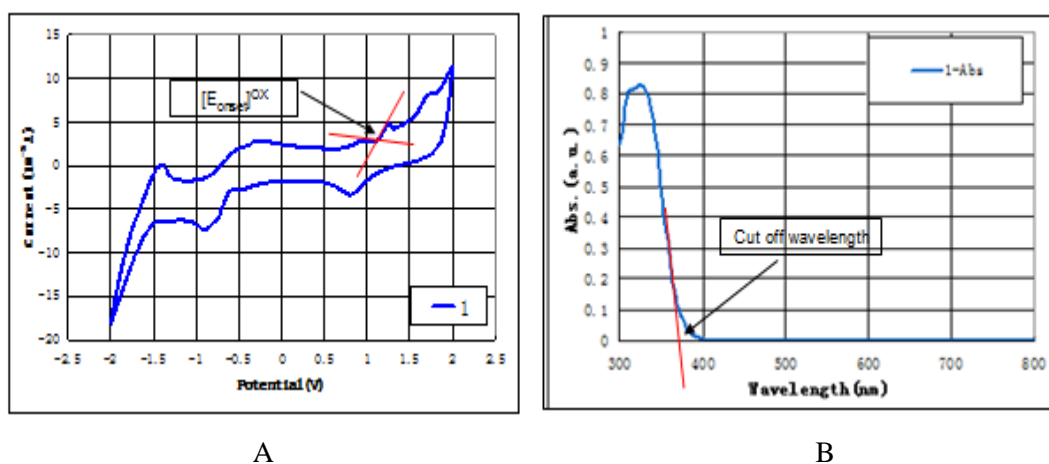 15
10
5
0
-5
-10
-15
-20
-2.5 -2 -1.5 -1 -0.5 0 0.5 1 1.5 2 2.5
Current (1e⁻⁵A)
Potential (V)
[Eonset]OX
1
A
1
0.9
0.8
0.7
0.6
0.5
0.4
0.3
0.2
0.1
0
300 400 500 600 700 800
Abs. (a. u.)
Wavelength (nm)
1-Abs
Cut off wavelength
B